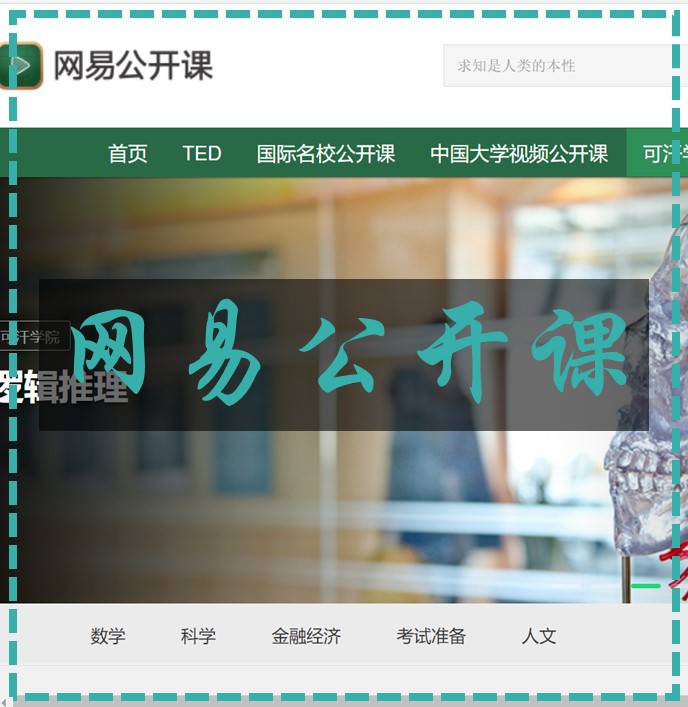 网易公开课
求知是人类的本性
首页 TED 国际名校公开课 中国大学视频公开课 可汗学
网易公开课
可汗学院
逻辑推理
数学 科学 金融经济 考试准备 人文